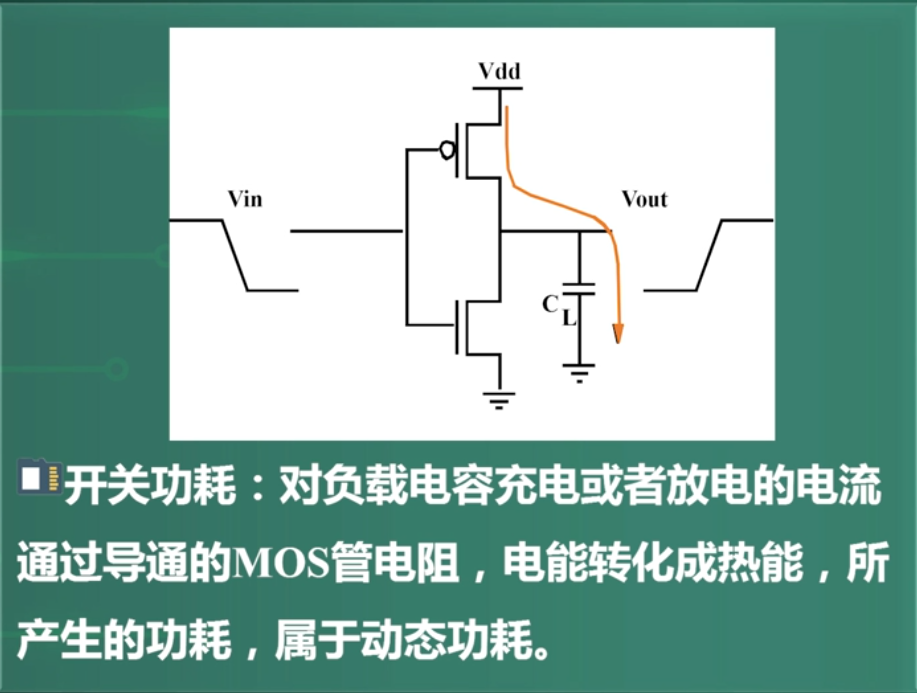 Vdd
Vin
Vout
C
L
开关功耗：对负载电容充电或者放电的电流
通过导通的MOS管电阻，电能转化成热能，所
产生的功耗，属于动态功耗。